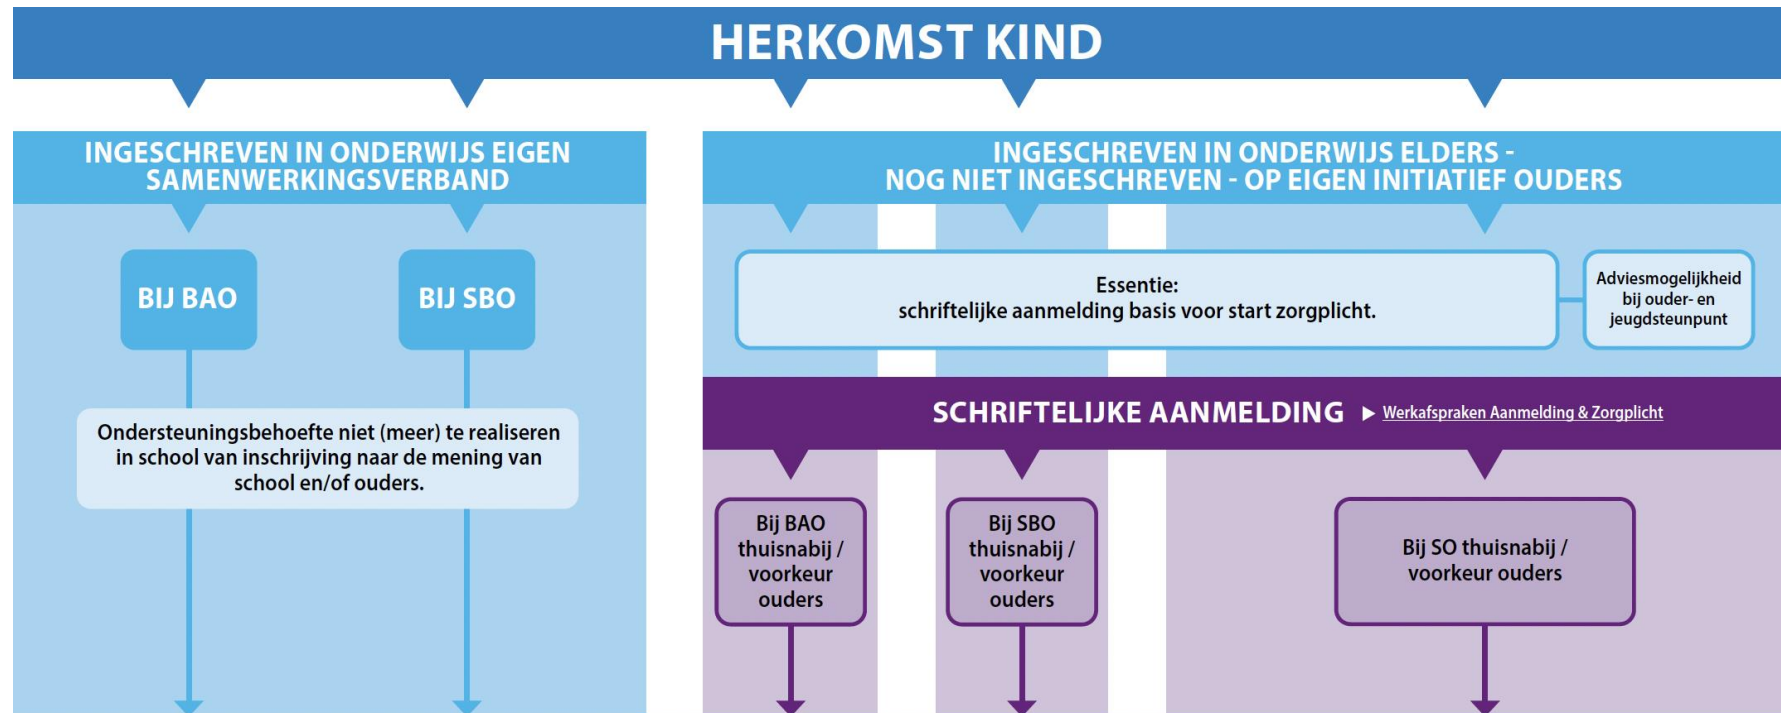 HERKOMST KIND
INGESCHREVEN IN ONDERWIJS EIGEN
SAMENWERKINGSVERBAND
BIJ BAO
BIJ SBO
Ondersteuningsbehoefte niet (meer) te realiseren
in school van inschrijving naar de mening van
school en/of ouders.
INGESCHREVEN IN ONDERWIJS ELDERS -
NOG NIET INGESCHREVEN - OP EIGEN INITIATIEF OUDERS
Essentie:
schriftelijke aanmelding basis voor start zorgplicht.
Adviesmogelijkheid
bij ouder- en
jeugdsteunpunt
SCHRIFTELIJKE AANMELDING ▶ Werkafspraken Aanmelding & Zorgplicht
Bij BAO
thuisnabij /
voorkeur
ouders
Bij SBO
thuisnabij /
voorkeur
ouders
Bij SO thuisnabij /
voorkeur ouders